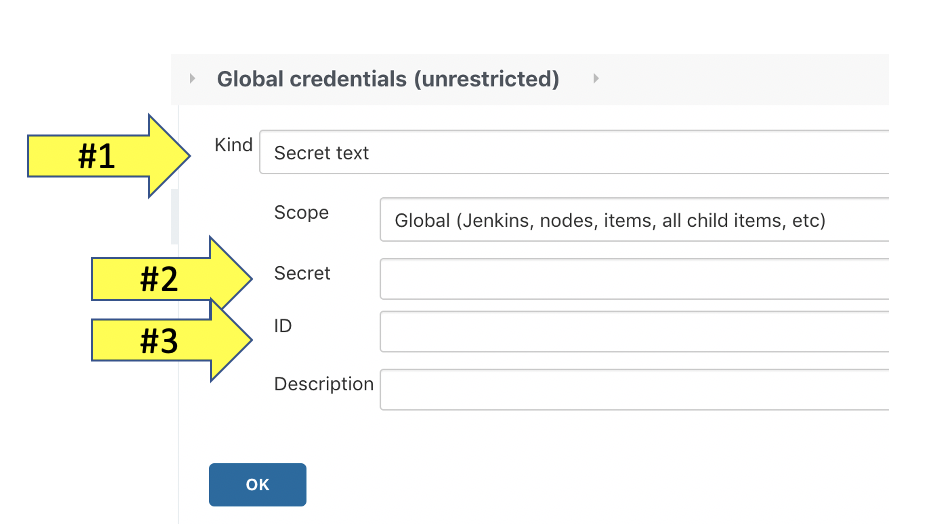 Global credentials (unrestricted)
#1
Kind
Secret text
Scope
Global (Jenkins, nodes, items, all child items, etc)
#2
Secret
#3
ID
Description
OK